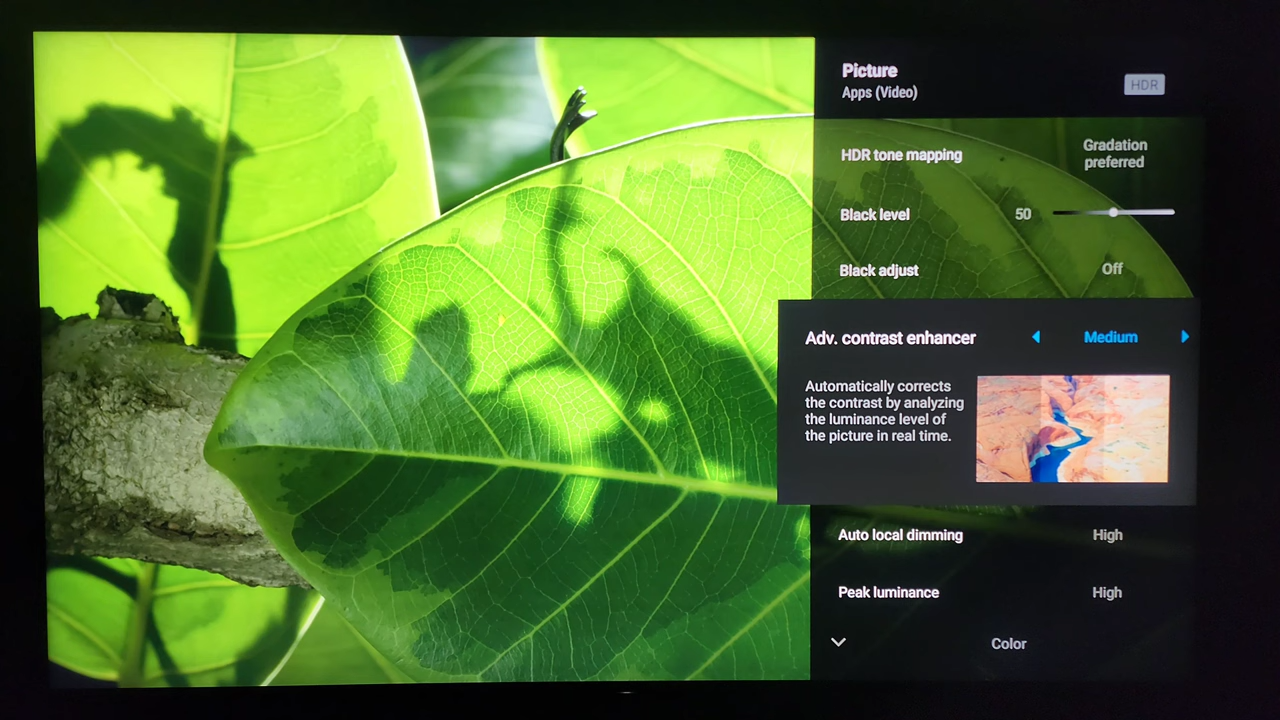 Picture
Apps (Video)
HDR
HDR tone mapping
Gradation
preferred
Black level
50
Black adjust
Off
Adv. contrast enhancer
Medium
Automatically corrects
the contrast by analyzing
the luminance level of
the picture in real time.
Auto local dimming
High
Peak luminance
High
Color